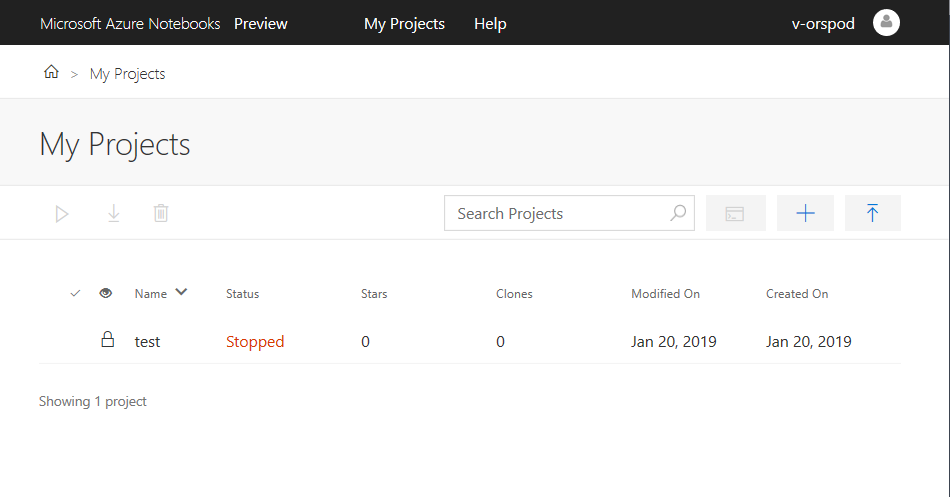 Microsoft Azure Notebooks Preview My Projects Help v-orspod
> My Projects
My Projects
Search Projects
Name Status Stars Clones Modified On Created On
test Stopped 0 0 Jan 20, 2019 Jan 20, 2019
Showing 1 project